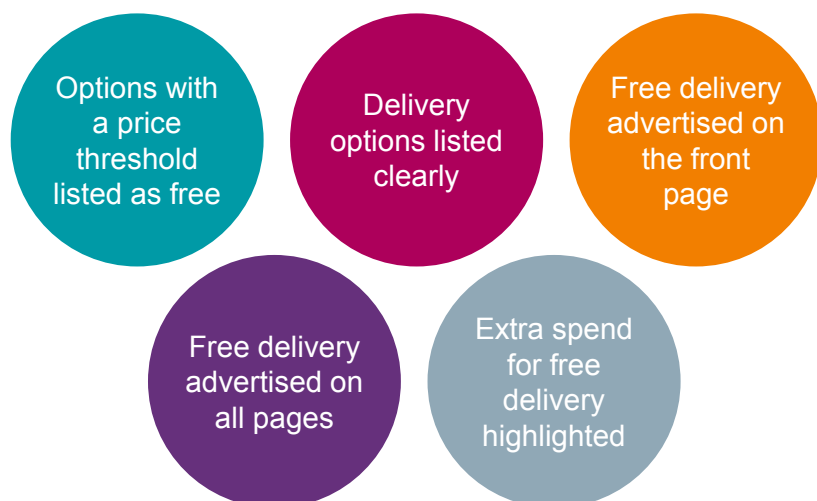 Options with
a price
threshold
listed as free
Delivery
options listed
clearly
Free delivery
advertised on
the front
page
Free delivery
advertised on
all pages
Extra spend
for free
delivery
highlighted